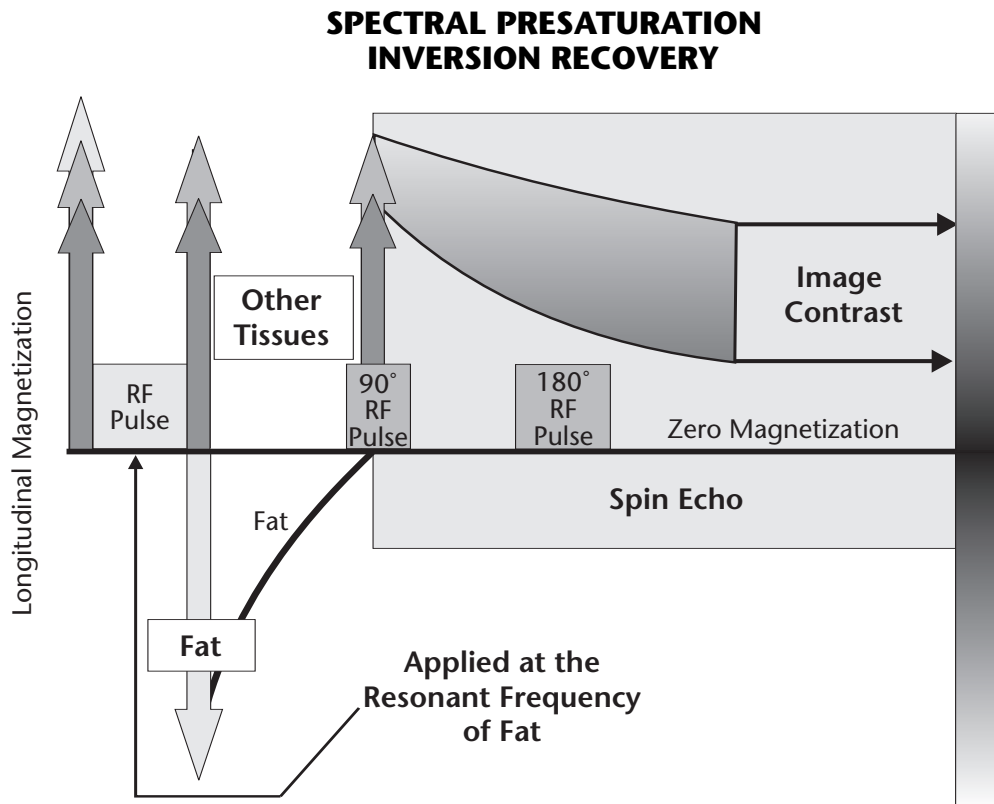 SPECTRAL PRESATURATION
INVERSION RECOVERY
Longitudinal Magnetization
Other
Tissues
Image
Contrast
RF
Pulse
90°
RF
Pulse
180°
RF
Pulse
Zero Magnetization
Fat
Spin Echo
Fat
Applied at the
Resonant Frequency
of Fat